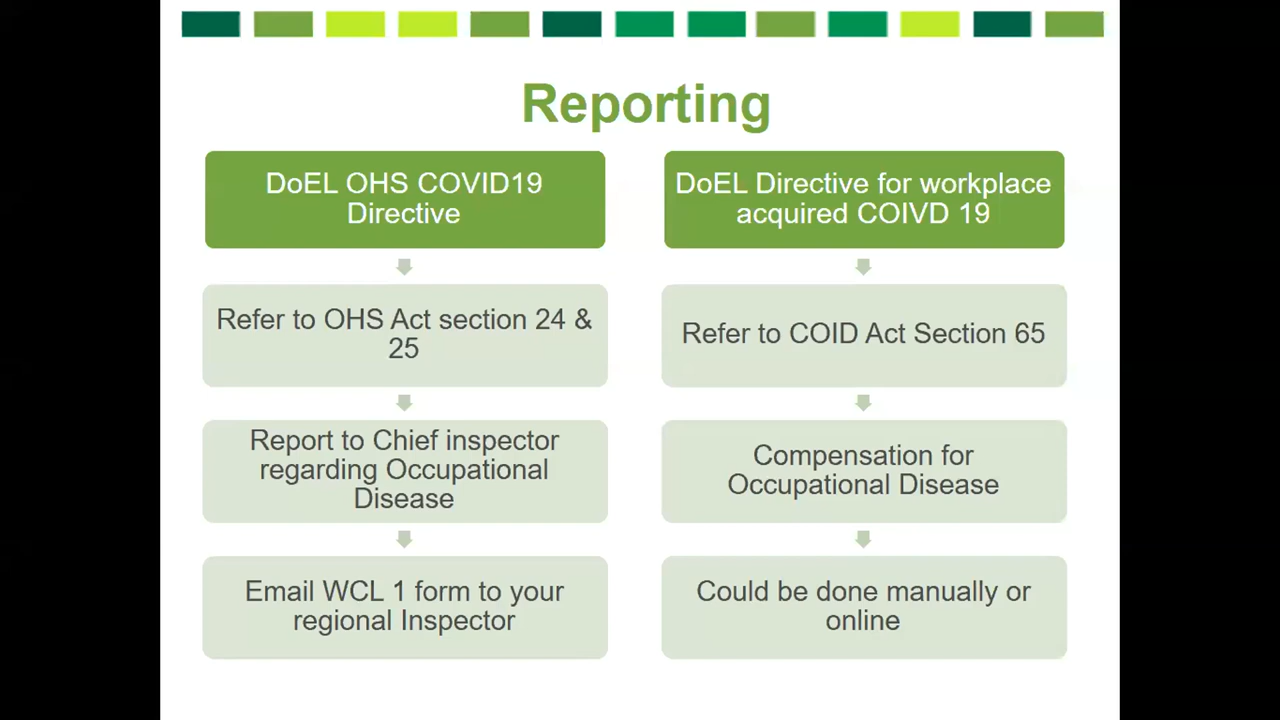 Reporting
DoEL OHS COVID19
Directive
Refer to OHS Act section 24 &
25
Report to Chief inspector
regarding Occupational
Disease
Email WCL 1 form to your
regional Inspector
DoEL Directive for workplace
acquired COIVD 19
Refer to COID Act Section 65
Compensation for
Occupational Disease
Could be done manually or
online